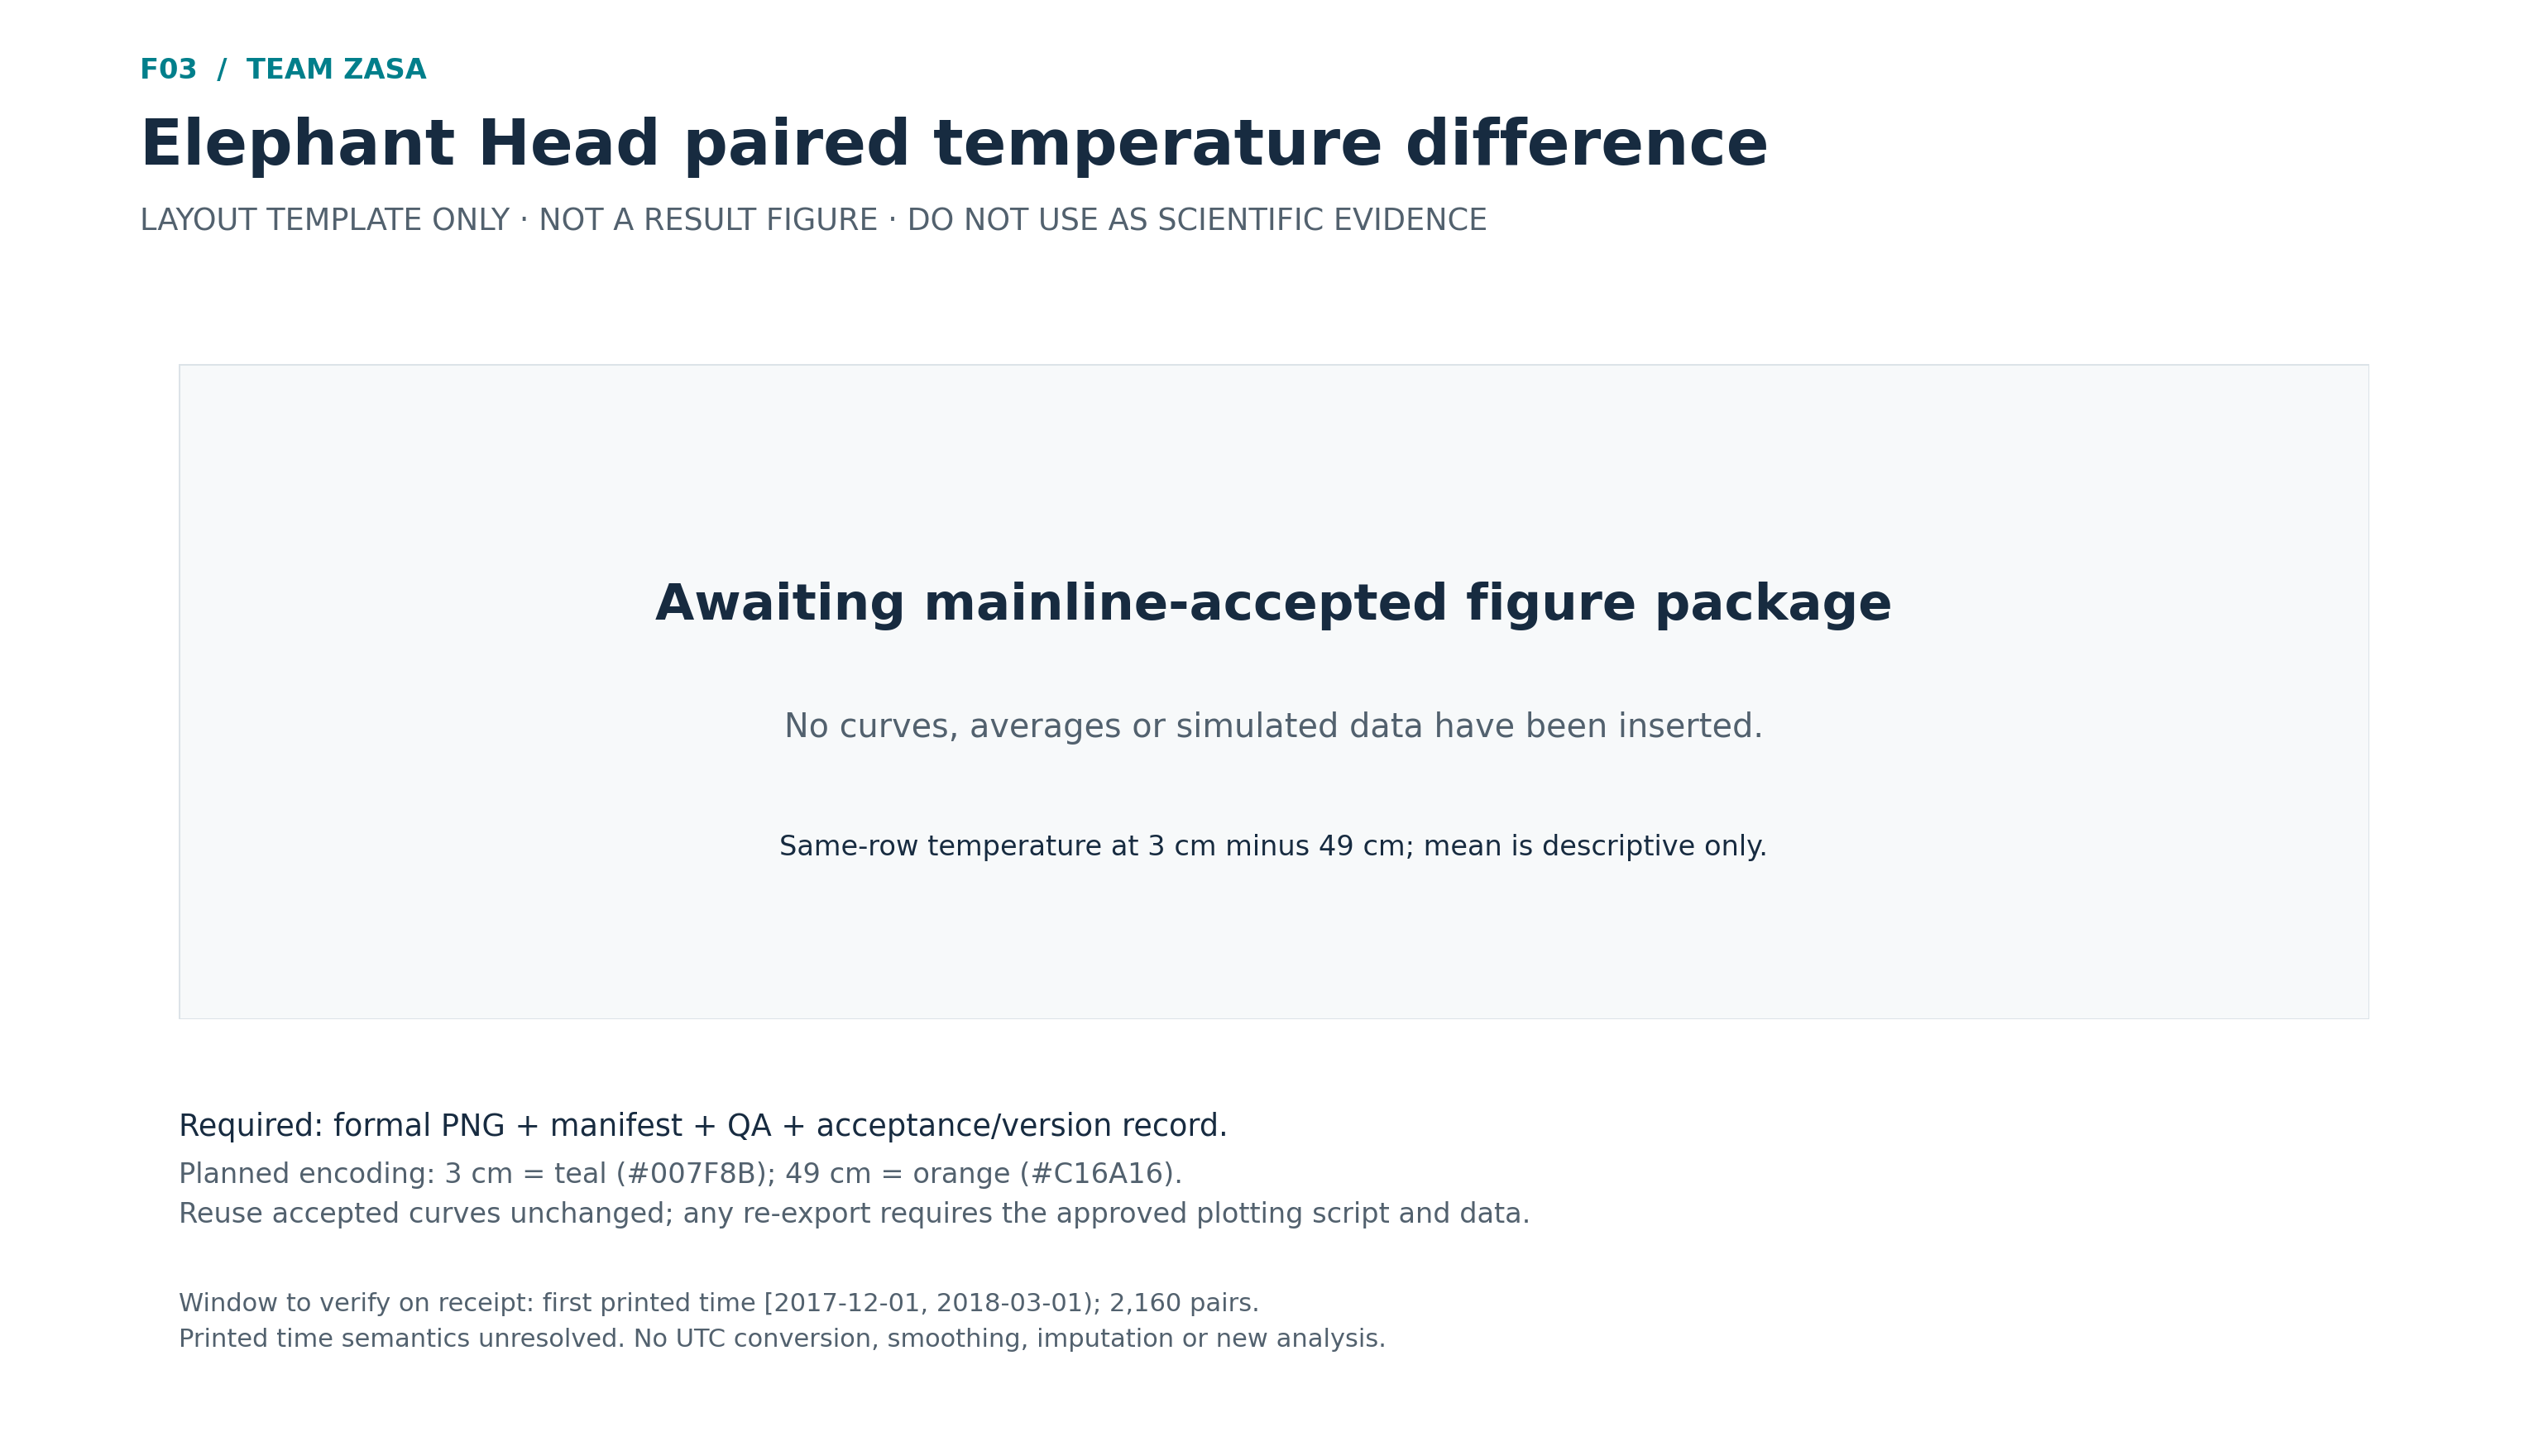 F03 / TEAM ZASA
Elephant Head paired temperature difference
LAYOUT TEMPLATE ONLY · NOT A RESULT FIGURE · DO NOT USE AS SCIENTIFIC EVIDENCE
Awaiting mainline-accepted figure package
No curves, averages or simulated data have been inserted.
Same-row temperature at 3 cm minus 49 cm; mean is descriptive only.
Required: formal PNG + manifest + QA + acceptance/version record.
Planned encoding: 3 cm = teal (#007F8B); 49 cm = orange (#C16A16).
Reuse accepted curves unchanged; any re-export requires the approved plotting script and data.
Window to verify on receipt: first printed time [2017-12-01, 2018-03-01); 2,160 pairs.
Printed time semantics unresolved. No UTC conversion, smoothing, imputation or new analysis.